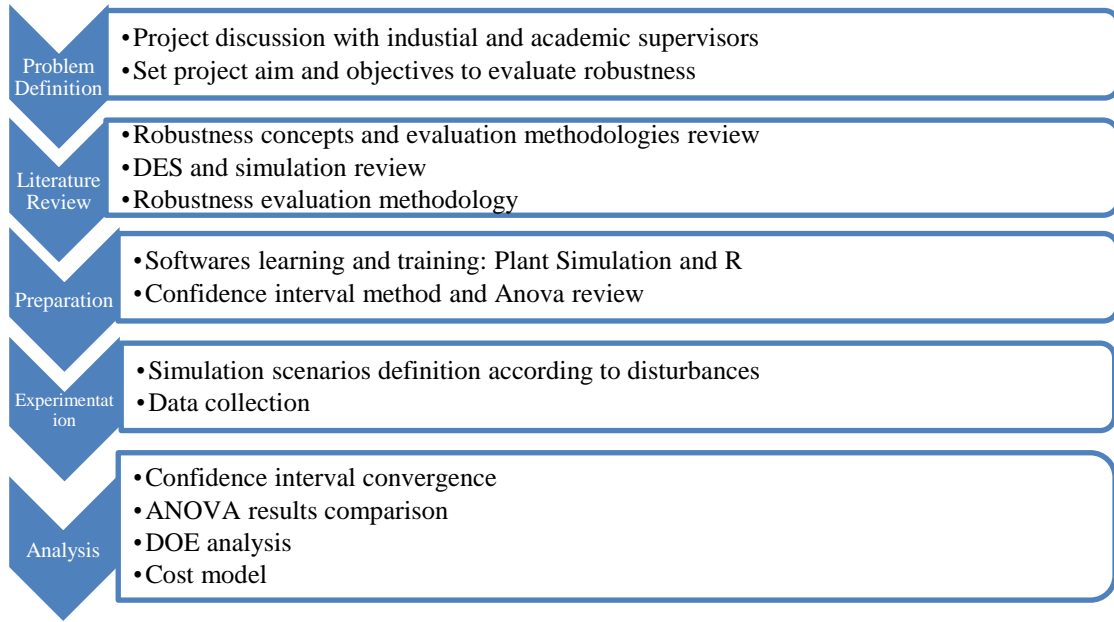 Problem
Definition
•Project discussion with industial and academic supervisors
•Set project aim and objectives to evaluate robustness
Literature
Review
•Robustness concepts and evaluation methodologies review
•DES and simulation review
•Robustness evaluation methodology
Preparation
•Softwares learning and training: Plant Simulation and R
•Confidence interval method and Anova review
Experimentat
ion
•Simulation scenarios definition according to disturbances
•Data collection
Analysis
•Confidence interval convergence
•ANOVA results comparison
•DOE analysis
•Cost model